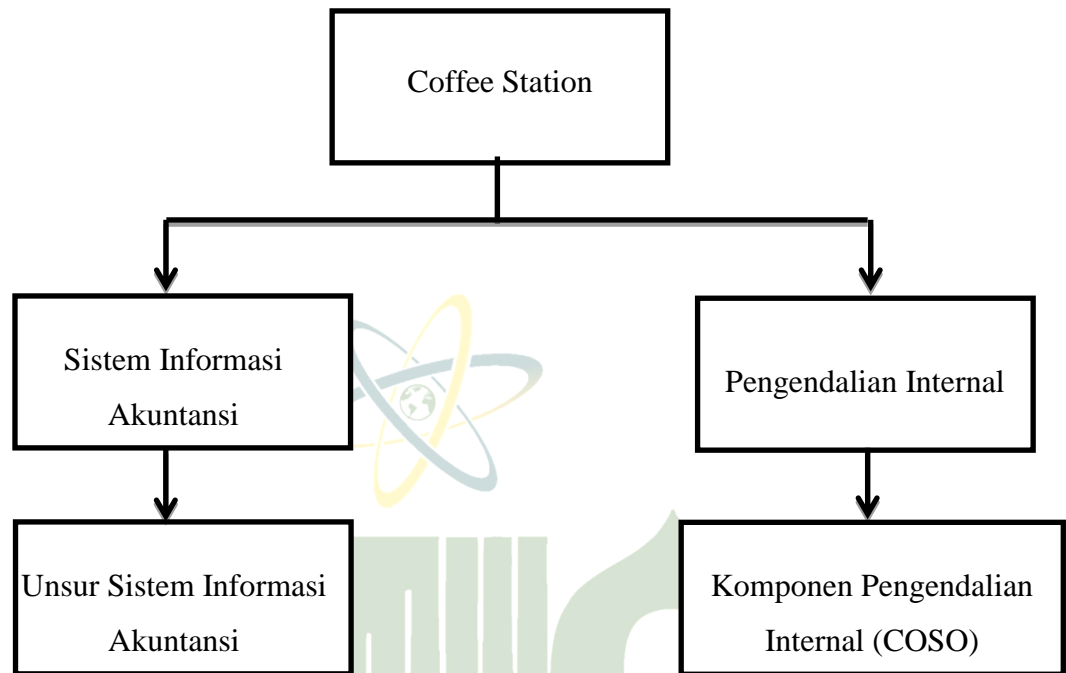 Coffee Station
Sistem Informasi
Akuntansi
Pengendalian Internal
Unsur Sistem Informasi
Akuntansi
Komponen Pengendalian
Internal (COSO)